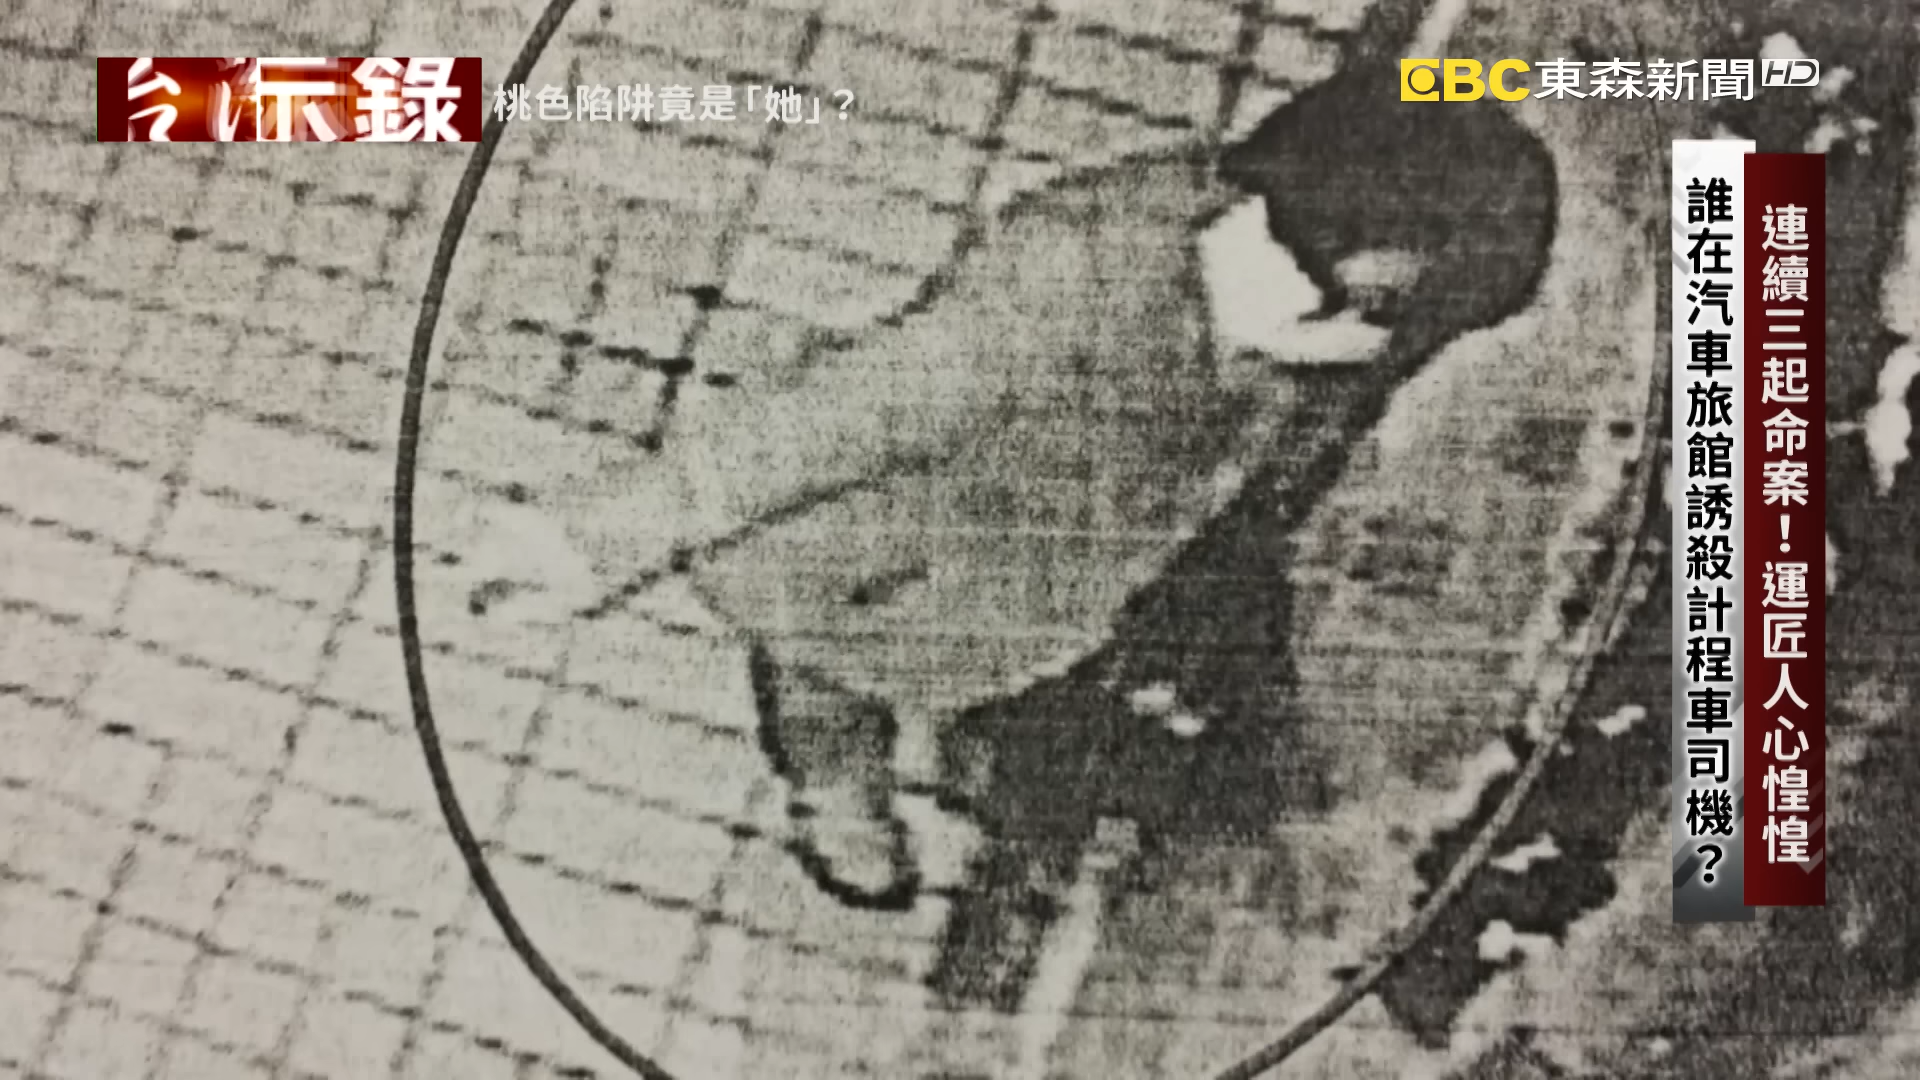 台 示錄
桃色陷阱竟是「她」?
EBC東森新聞HD
連續三起命案!運匠人心惶惶
誰在汽車旅館誘殺計程車司機?